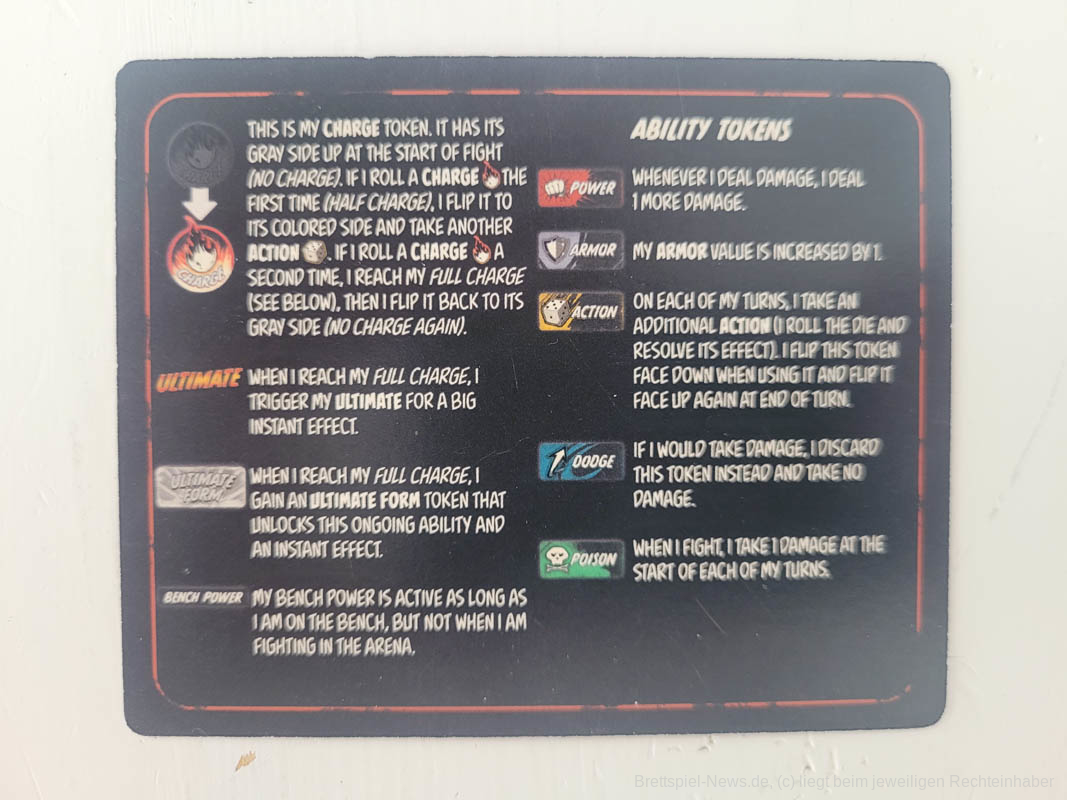 THIS IS MY CHARGE TOKEN. IT HAS ITS
GRAY SIDE UP AT THE START OF FIGHT
(NO CHARGE). IF I ROLL A CHARGE THE
FIRST TIME (HALF CHARGE), I FLIP IT TO
ITS COLORED SIDE AND TAKE ANOTHER
ACTION. IF I ROLL A CHARGE A
SECOND TIME, I REACH MY FULL CHARGE
(SEE BELOW), THEN I FLIP IT BACK TO ITS
GRAY SIDE (NO CHARGE AGAIN).
CHARGE
CHARGE
ULTIMATE
WHEN I REACH MY FULL CHARGE, I
TRIGGER MY ULTIMATE FOR A BIG
INSTANT EFFECT.
ULTIMATE
FORM
WHEN I REACH MY FULL CHARGE, I
GAIN AN ULTIMATE FORM TOKEN THAT
UNLOCKS THIS ONGOING ABILITY AND
AN INSTANT EFFECT.
BENCH POWER
MY BENCH POWER IS ACTIVE AS LONG AS
I AM ON THE BENCH, BUT NOT WHEN I AM
FIGHTING IN THE ARENA.
ABILITY TOKENS
POWER
WHENEVER I DEAL DAMAGE, I DEAL
1 MORE DAMAGE.
ARMOR
MY ARMOR VALUE IS INCREASED BY 1.
ACTION
ON EACH OF MY TURNS, I TAKE AN
ADDITIONAL ACTION (I ROLL THE DIE AND
RESOLVE ITS EFFECT). I FLIP THIS TOKEN
FACE DOWN WHEN USING IT AND FLIP IT
FACE UP AGAIN AT END OF TURN.
DODGE
IF I WOULD TAKE DAMAGE, I DISCARD
THIS TOKEN INSTEAD AND TAKE NO
DAMAGE.
POISON
WHEN I FIGHT, I TAKE 1 DAMAGE AT THE
START OF EACH OF MY TURNS.
Brettspiel-News.de, (c) liegt beim jeweiligen Rechteinhaber